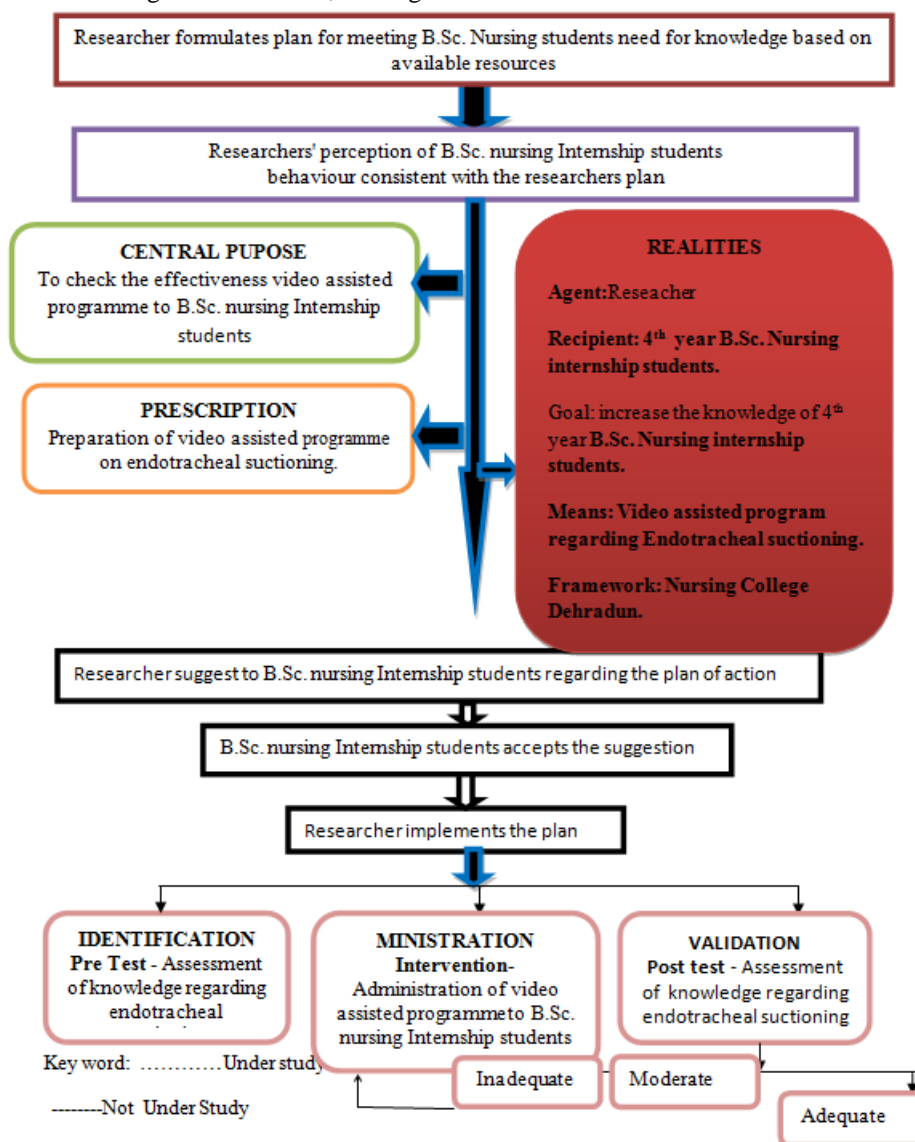 Researcher formulates plan for meeting B.Sc. Nursing students need for knowledge based on
available resources
Researchers' perception of B.Sc. nursing Internship students
behaviour consistent with the researchers plan
CENTRAL PUPOSE
To check the effectiveness video assisted
programme to B.Sc. nursing Internship
students
PRESCRIPTION
Preparation of video assisted programme
on endotracheal suctioning.
REALITIES
Agent:Reseacher
Recipient: 4th year B.Sc. Nursing
internship students.
Goal: increase the knowledge of 4th
year B.Sc. Nursing internship
students.
Means: Video assisted program
regarding Endotracheal suctioning.
Framework: Nursing College
Dehradun.
Researcher suggest to B.Sc. nursing Internship students regarding the plan of action
B.Sc. nursing Internship students accepts the suggestion
Researcher implements the plan
IDENTIFICATION
Pre Test - Assessment
of knowledge regarding
endotracheal
MINISTRATION
Intervention-
Administration of video
assisted programme to B.Sc.
nursing Internship students
VALIDATION
Post test - Assessment
of knowledge regarding
endotracheal suctioning
Key word: ............Under study
--------Not Under Study
Inadequate
Moderate
Adequate